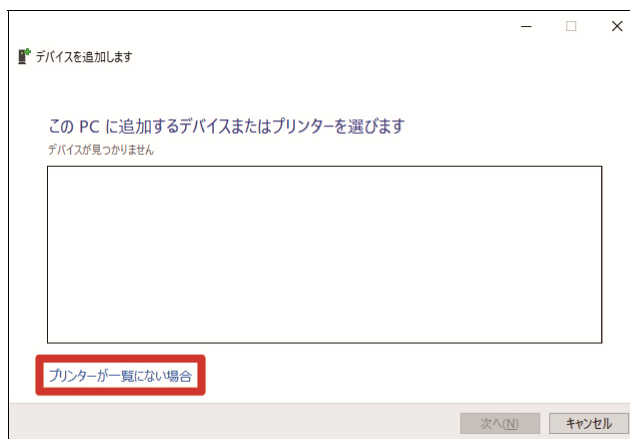 デバイスを追加します
この PC に追加するデバイスまたはプリンターを選びます
デバイスが見つかりません
プリンターが一覧にない場合
次へ(N) キャンセル